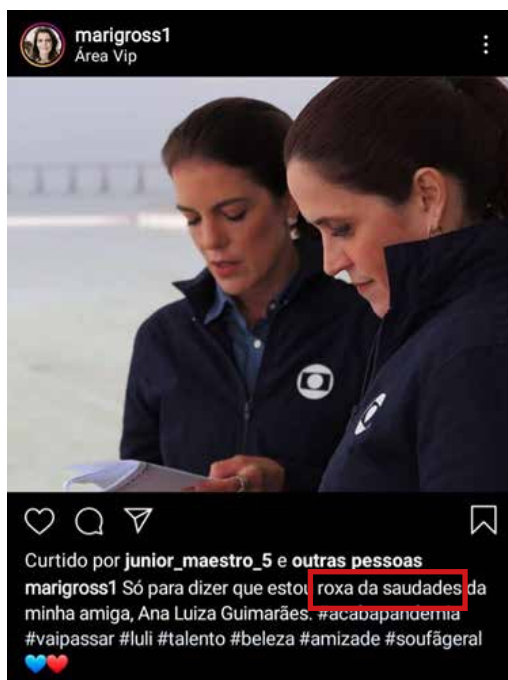 marigross1
Área Vip
Curtido por junior_maestro_5 e outras pessoas
marigross1 Só para dizer que estou roxa da saudades da
minha amiga, Ana Luiza Guimarães. #acabapandemia
#vaipassar #luli #talento #beleza #amizade #soufãgeral
💙❤️